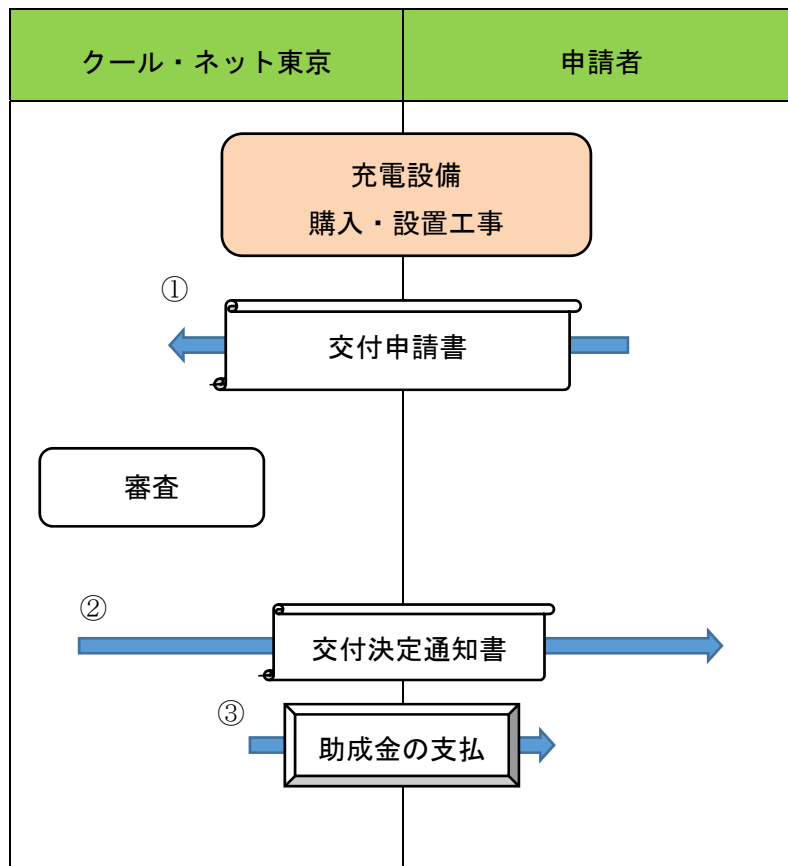 クール・ネット東京
申請者
充電設備
購入・設置工事
①
交付申請書
審査
②
交付決定通知書
③
助成金の支払